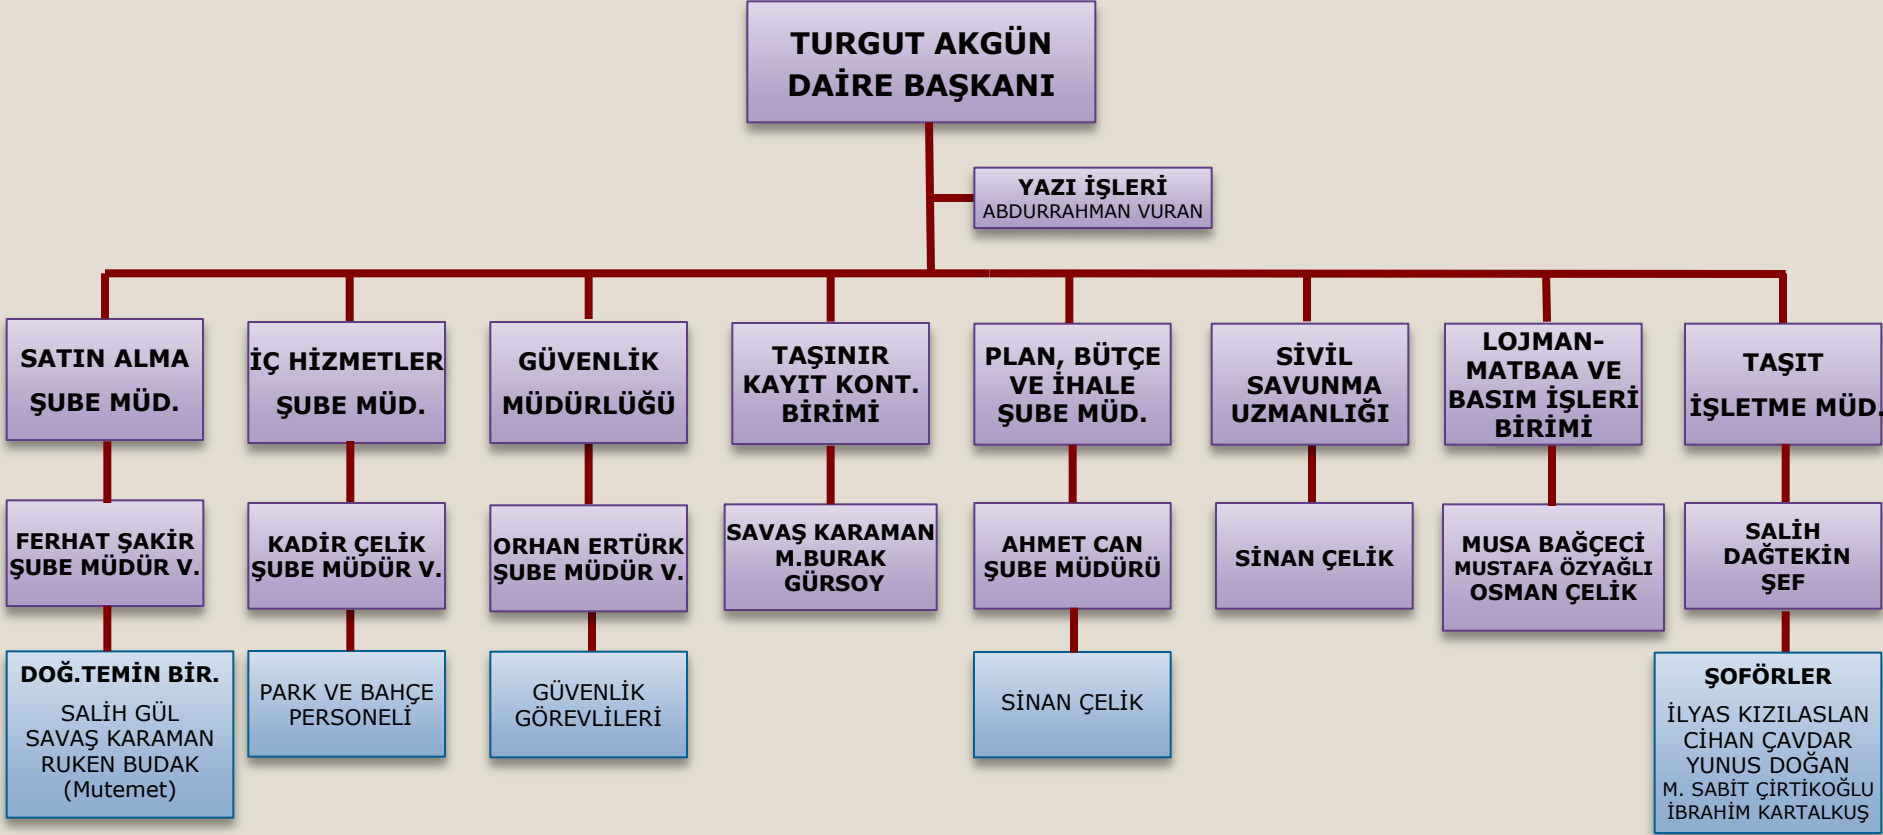 TURGUT AKGÜN
DAİRE BAŞKANI
YAZI İŞLERİ
ABDURRAHMAN VURAN
SATIN ALMA
ŞUBE MÜD.
İÇ HİZMETLER
ŞUBE MÜD.
GÜVENLİK
MÜDÜRLÜĞÜ
TAŞINIR
KAYIT KONT.
BİRİMİ
PLAN, BÜTÇE
VE İHALE
ŞUBE MÜD.
SİVİL
SAVUNMA
UZMANLIĞI
LOJMAN-
MATBAA VE
BASIM İŞLERİ
BİRİMİ
TAŞIT
İŞLETME MÜD.
FERHAT ŞAKİR
ŞUBE MÜDÜR V.
KADİR ÇELİK
ŞUBE MÜDÜR V.
ORHAN ERTÜRK
ŞUBE MÜDÜR V.
SAVAŞ KARAMAN
M.BURAK
GÜRSOY
AHMET CAN
ŞUBE MÜDÜRÜ
SİNAN ÇELİK
MUSA BAĞÇECİ
MUSTAFA ÖZYAĞLI
OSMAN ÇELİK
SALİH
DAĞTEKİN
ŞEF
DOĞ.TEMİN BİR.
SALİH GÜL
SAVAŞ KARAMAN
RUKEN BUDAK
(Mutemet)
PARK VE BAHÇE
PERSONELİ
GÜVENLİK
GÖREVLİLERİ
SİNAN ÇELİK
ŞOFÖRLER
İLYAS KIZILASLAN
CİHAN ÇAVDAR
YUNUS DOĞAN
M. SABİT ÇİRTİKOĞLU
İBRAHİM KARTALKUŞ